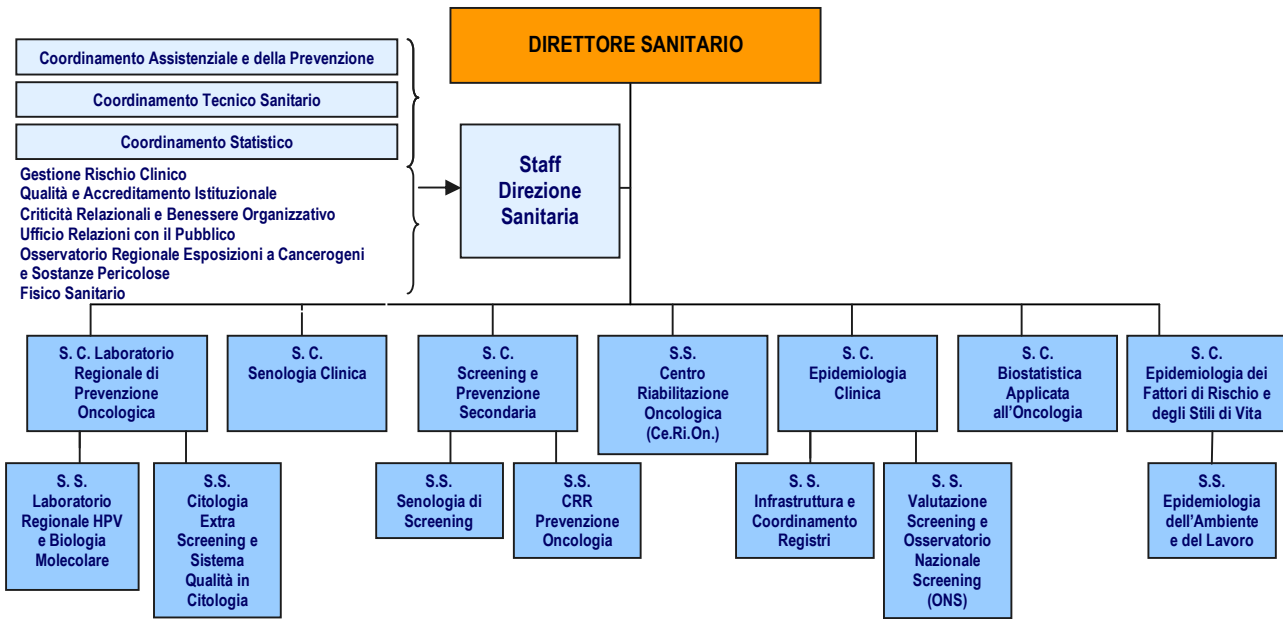 DIRETTORE SANITARIO
Coordinamento Assistenziale e della Prevenzione
Coordinamento Tecnico Sanitario
Coordinamento Statistico
Gestione Rischio Clinico
Qualità e Accreditamento Istituzionale
Criticità Relazionali e Benessere Organizzativo
Ufficio Relazioni con il Pubblico
Osservatorio Regionale Esposizioni a Cancerogeni
e Sostanze Pericolose
Fisico Sanitario
Staff
Direzione
Sanitaria
S. C. Laboratorio
Regionale di
Prevenzione
Oncologica
S. C.
Senologia Clinica
S. C.
Screening e
Prevenzione
Secondaria
S.S.
Centro
Riabilitazione
Oncologica
(Ce.Ri.On.)
S. C.
Epidemiologia
Clinica
S. C.
Biostatistica
Applicata
all'Oncologia
S. C.
Epidemiologia dei
Fattori di Rischio e
degli Stili di Vita
S. S.
Laboratorio
Regionale HPV
e Biologia
Molecolare
S.S.
Citologia
Extra
Screening e
Sistema
Qualità in
Citologia
S.S.
Senologia di
Screening
S.S.
CRR
Prevenzione
Oncologia
S. S.
Infrastruttura e
Coordinamento
Registri
S. S.
Valutazione
Screening e
Osservatorio
Nazionale
Screening
(ONS)
S.S.
Epidemiologia
dell'Ambiente
e del Lavoro